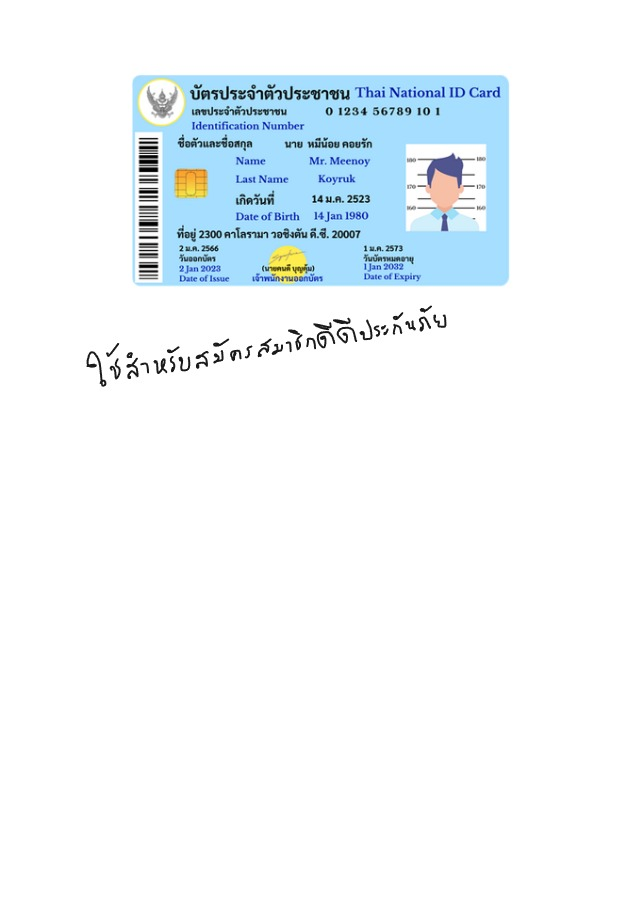 บัตรประจำตัวประชาชน Thai National ID Card
เลขประจำตัวประชาชน 0 1234 56789 10 1
Identification Number
ชื่อตัวและชื่อสกุล นาย หมีน้อย คอยรัก
Name Mr. Meenoy
Last Name Koyruk
เกิดวันที่ 14 ม.ค. 2523
Date of Birth 14 Jan 1980
180 180
170 170
160 160
ที่อยู่ 2300 คาโลรามา วอชิงตัน ดี.ซี. 20007
2 ม.ค. 2566 1 ม.ค. 2573
วันออกบัตร (นายคนดี บุญคุ้ม) วันบัตรหมดอายุ
2 Jan 2023 1 Jan 2032
Date of Issue เจ้าพนักงานออกบัตร Date of Expiry
ใช้สำหรับสมัครสมาชิกดีดีประกันภัย